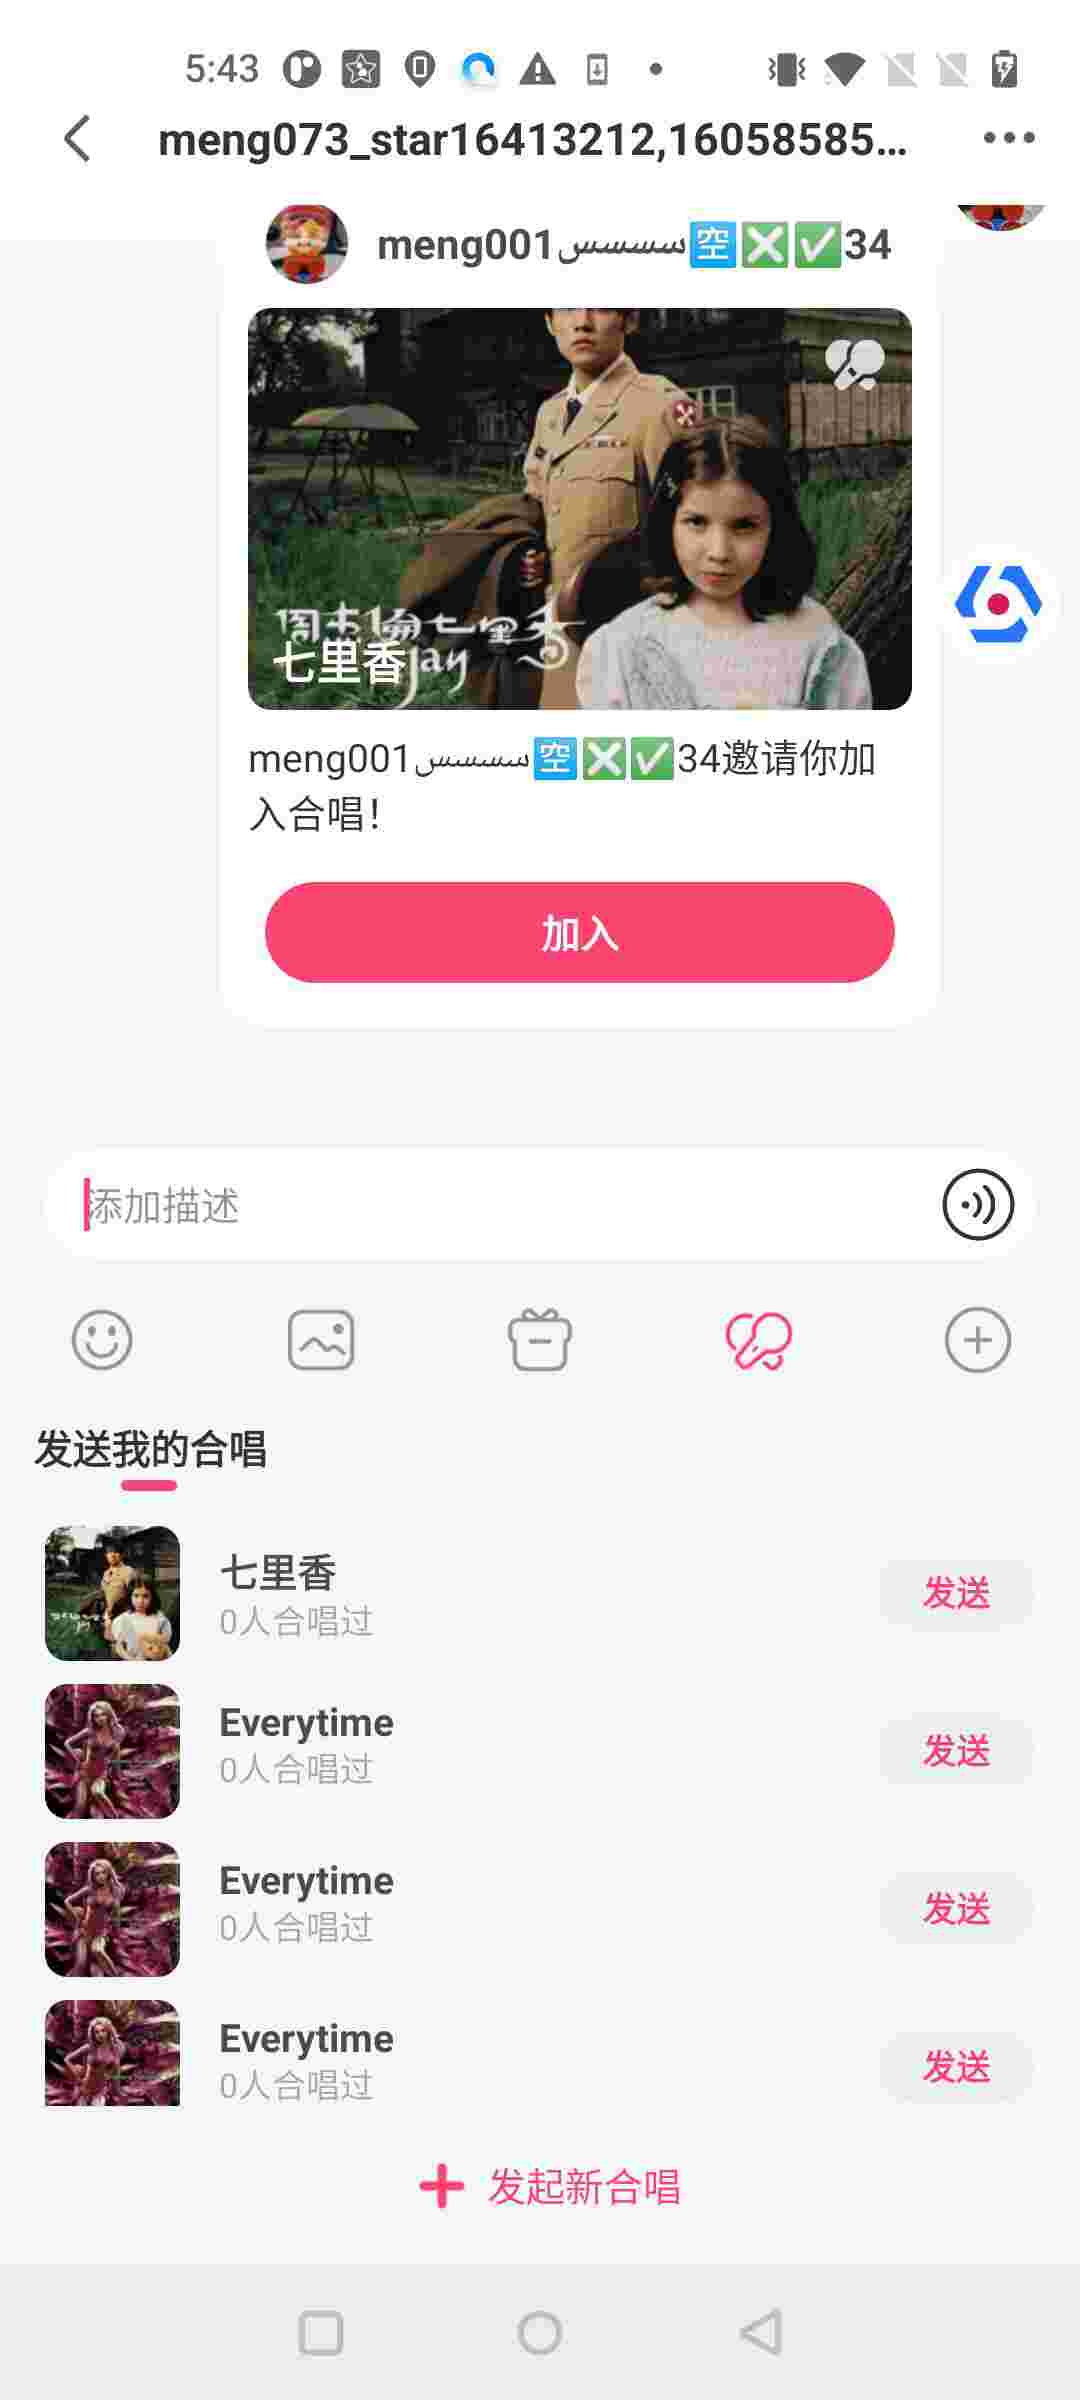 5:43
meng073_star16413212,16058585...
meng001سسسس🈳❎✅34
周杰倫七里香
Jay
七里香
meng001سسسس🈳❎✅34邀请你加
入合唱!
加入
添加描述
发送我的合唱
七里香
0人合唱过
发送
Everytime
0人合唱过
发送
Everytime
0人合唱过
发送
Everytime
0人合唱过
发送
发起新合唱